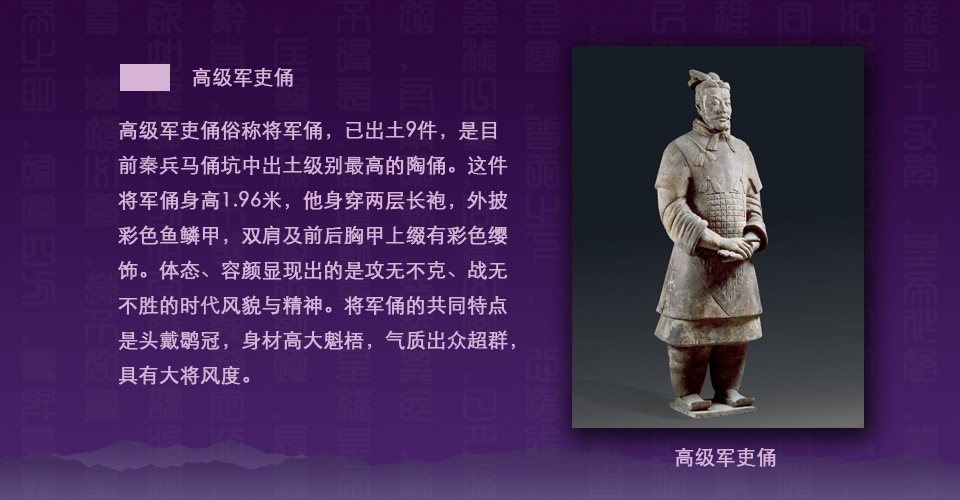 高级军吏俑
高级军吏俑俗称将军俑，已出土9件，是目
前秦兵马俑坑中出土级别最高的陶俑。这件
将军俑身高1.96米，他身穿两层长袍，外披
彩色鱼鳞甲，双肩及前后胸甲上缀有彩色缨
饰。体态、容颜显现出的是攻无不克、战无
不胜的时代风貌与精神。将军俑的共同特点
是头戴鹖冠，身材高大魁梧，气质出众超群，
具有大将风度。
高级军吏俑